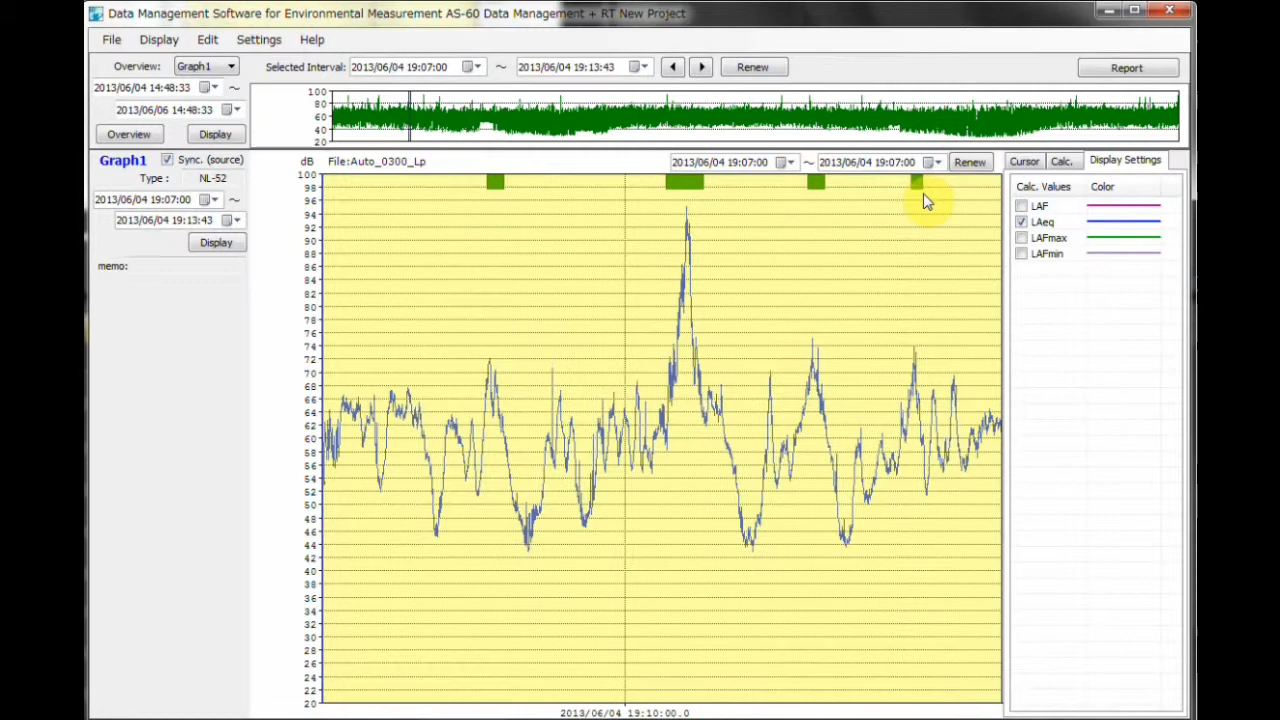 Data Management Software for Environmental Measurement AS-60 Data Management + RT New Project
File Display Edit Settings Help
Overview: Graph1 Selected Interval: 2013/06/04 19:07:00 ~ 2013/06/04 19:13:43 Renew Report
2013/06/04 14:48:33 ~
2013/06/06 14:48:33
Overview Display
100
80
60
40
20
Graph1 Sync. (source)
Type : NL-52
2013/06/04 19:07:00 ~
2013/06/04 19:13:43
Display
memo:
dB File:Auto_0300_Lp 2013/06/04 19:07:00 ~ 2013/06/04 19:07:00 Renew
100
98
96
94
92
90
88
86
84
82
80
78
76
74
72
70
68
66
64
62
60
58
56
54
52
50
48
46
44
42
40
38
36
34
32
30
28
26
24
22
20
2013/06/04 19:10:00.0
Cursor Calc. Display Settings
Calc. Values Color
LAF
LAeq
LAFmax
LAFmin